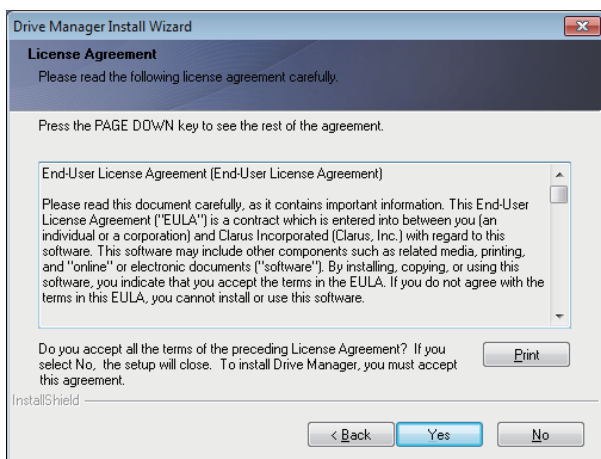 Drive Manager Install Wizard
License Agreement
Please read the following license agreement carefully.
Press the PAGE DOWN key to see the rest of the agreement.
End-User License Agreement (End-User License Agreement)
Please read this document carefully, as it contains important information. This End-User
License Agreement ("EULA") is a contract which is entered into between you (an
individual or a corporation) and Clarus Incorporated (Clarus, Inc.) with regard to this
software. This software may include other components such as related media, printing,
and "online" or electronic documents ("software"). By installing, copying, or using this
software, you indicate that you accept the terms in the EULA. If you do not agree with the
terms in this EULA, you cannot install or use this software.
Do you accept all the terms of the preceding License Agreement? If you
select No, the setup will close. To install Drive Manager, you must accept
this agreement.
Print
InstallShield
< Back
Yes
No